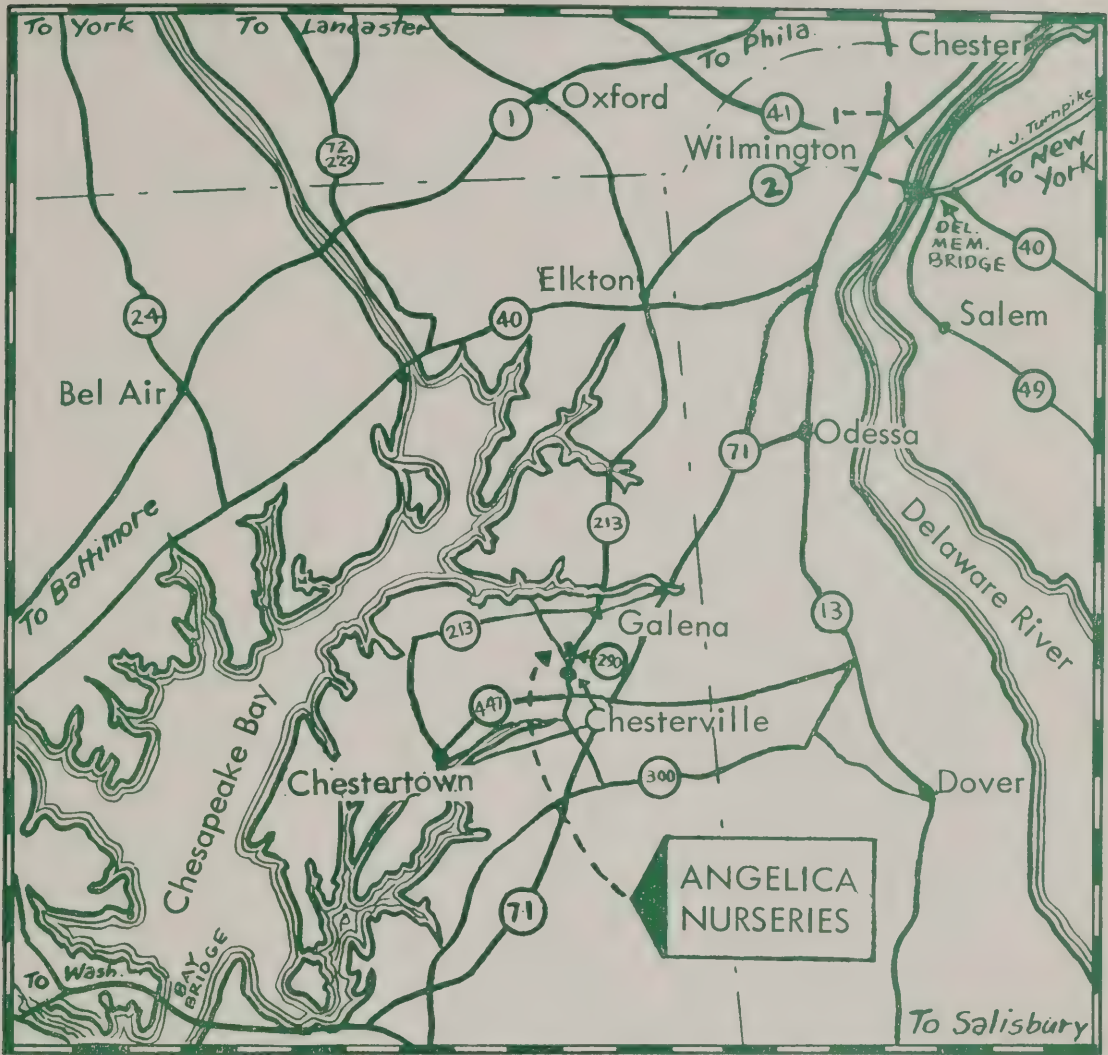 To York
To Lancaster
To Phila.
Chester
Oxford
1
41
72
222
Wilmington
2
N. J. Turnpike
To New
York
DEL.
MEM.
BRIDGE
40
Elkton
40
24
Salem
Bel Air
49
Odessa
71
To Baltimore
213
Delaware River
13
213
Galena
290
447
Chesterville
Chesapeake Bay
300
Chestertown
Dover
ANGELICA
NURSERIES
71
To Wash.
BAY
BRIDGE
To Salisbury